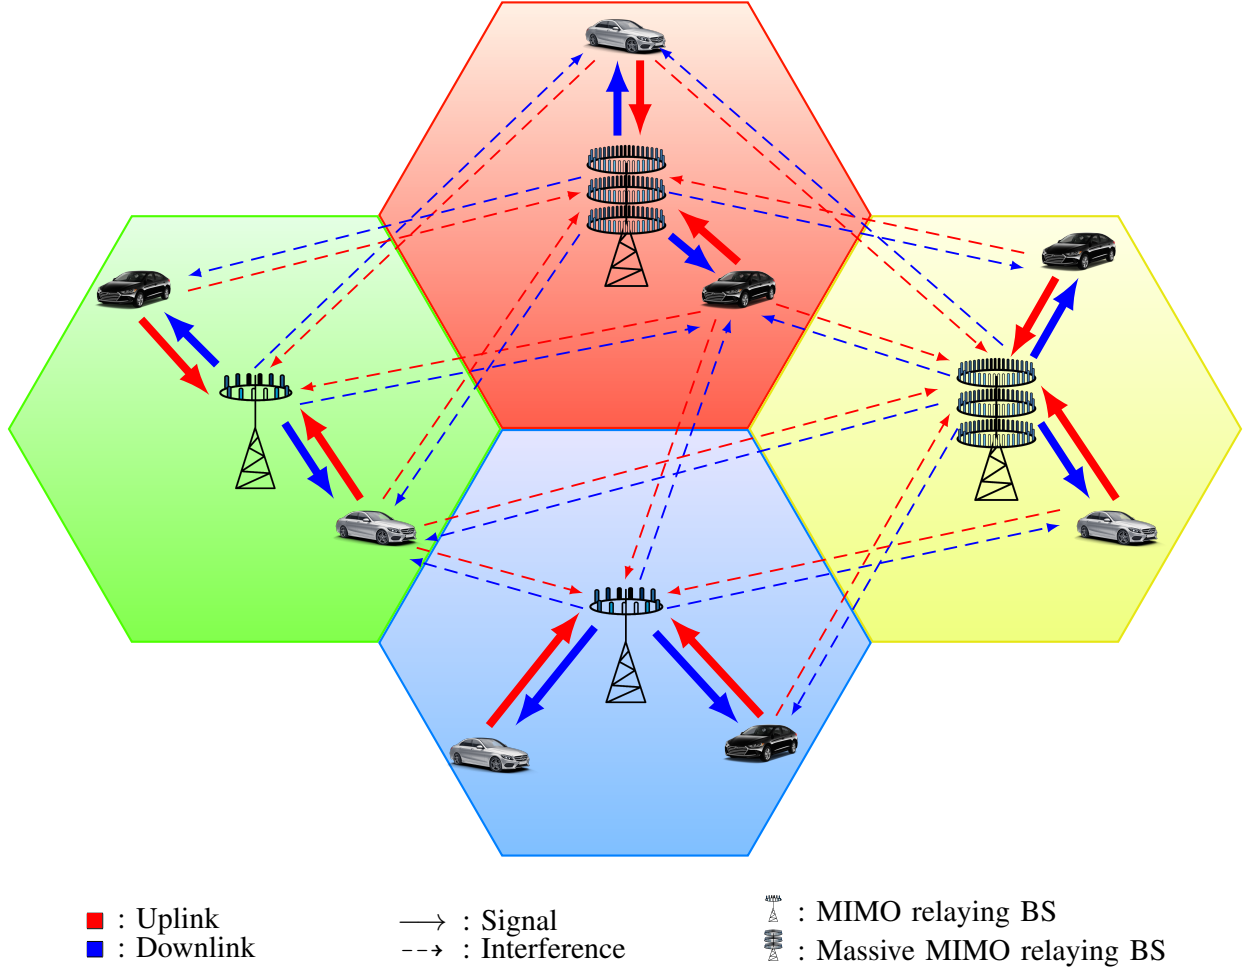 : Uplink
: Downlink
: Signal
: Interference
: MIMO relaying BS
: Massive MIMO relaying BS